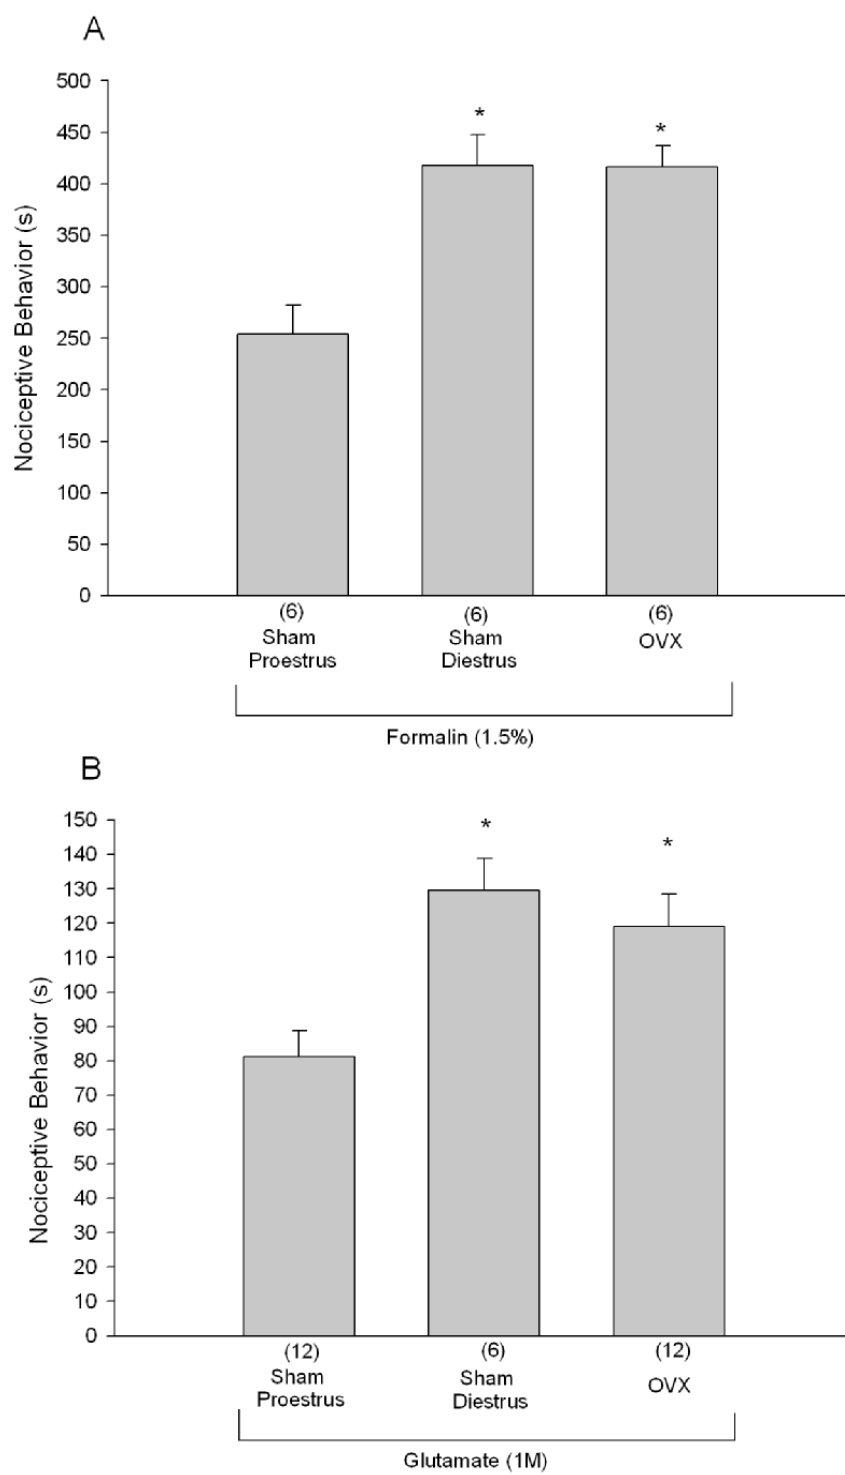 A
500
450
400
350
300
250
200
150
100
50
0
Nociceptive Behavior (s)
*
*
(6)
Sham
Proestrus
(6)
Sham
Diestrus
(6)
OVX
Formalin (1.5%)
B
150
140
130
120
110
100
90
80
70
60
50
40
30
20
10
0
Nociceptive Behavior (s)
*
*
(12)
Sham
Proestrus
(6)
Sham
Diestrus
(12)
OVX
Glutamate (1M)